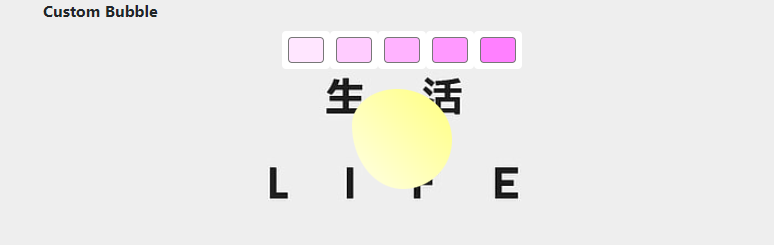 Custom Bubble
生 活
L I F E